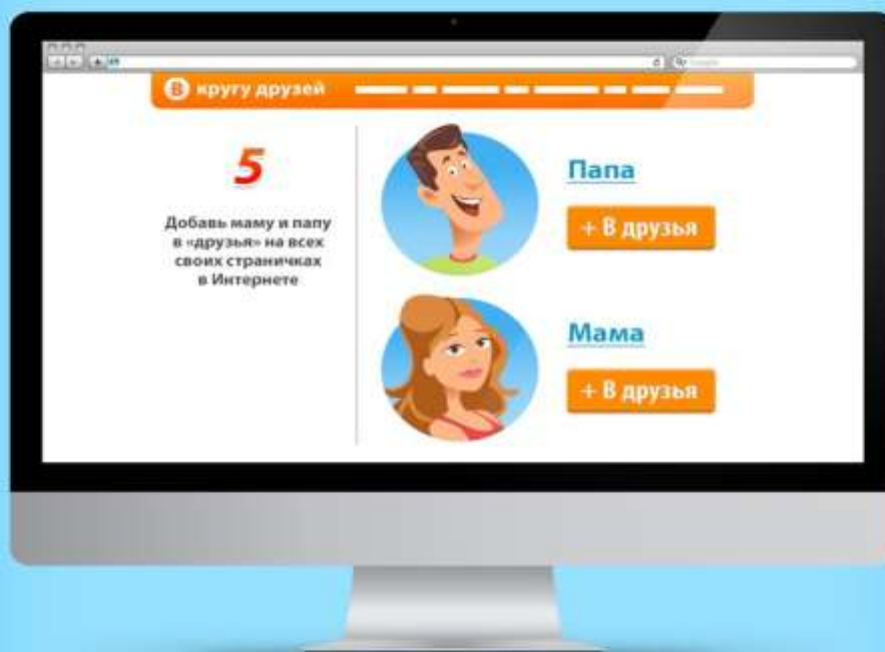 В кругу друзей
5
Добавь маму и папу
в «друзья» на всех
своих страничках
в Интернете
Папа
+ В друзья
Мама
+ В друзья